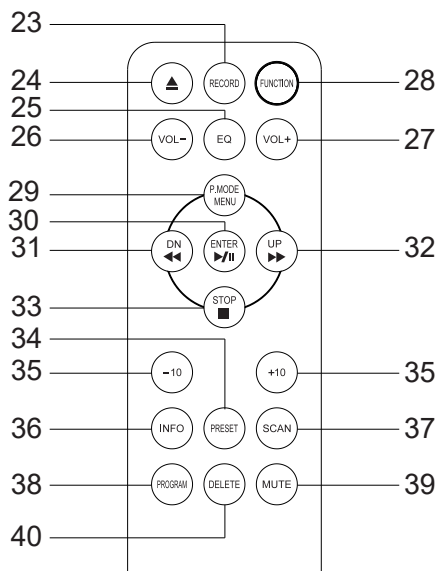 23
24
RECORD
FUNCTION
28
25
26
VOL−
EQ
VOL+
27
29
P.MODE
MENU
30
31
DN
ENTER
UP
32
33
STOP
34
35
−10
+10
35
36
INFO
PRESET
SCAN
37
38
PROGRAM
DELETE
MUTE
39
40